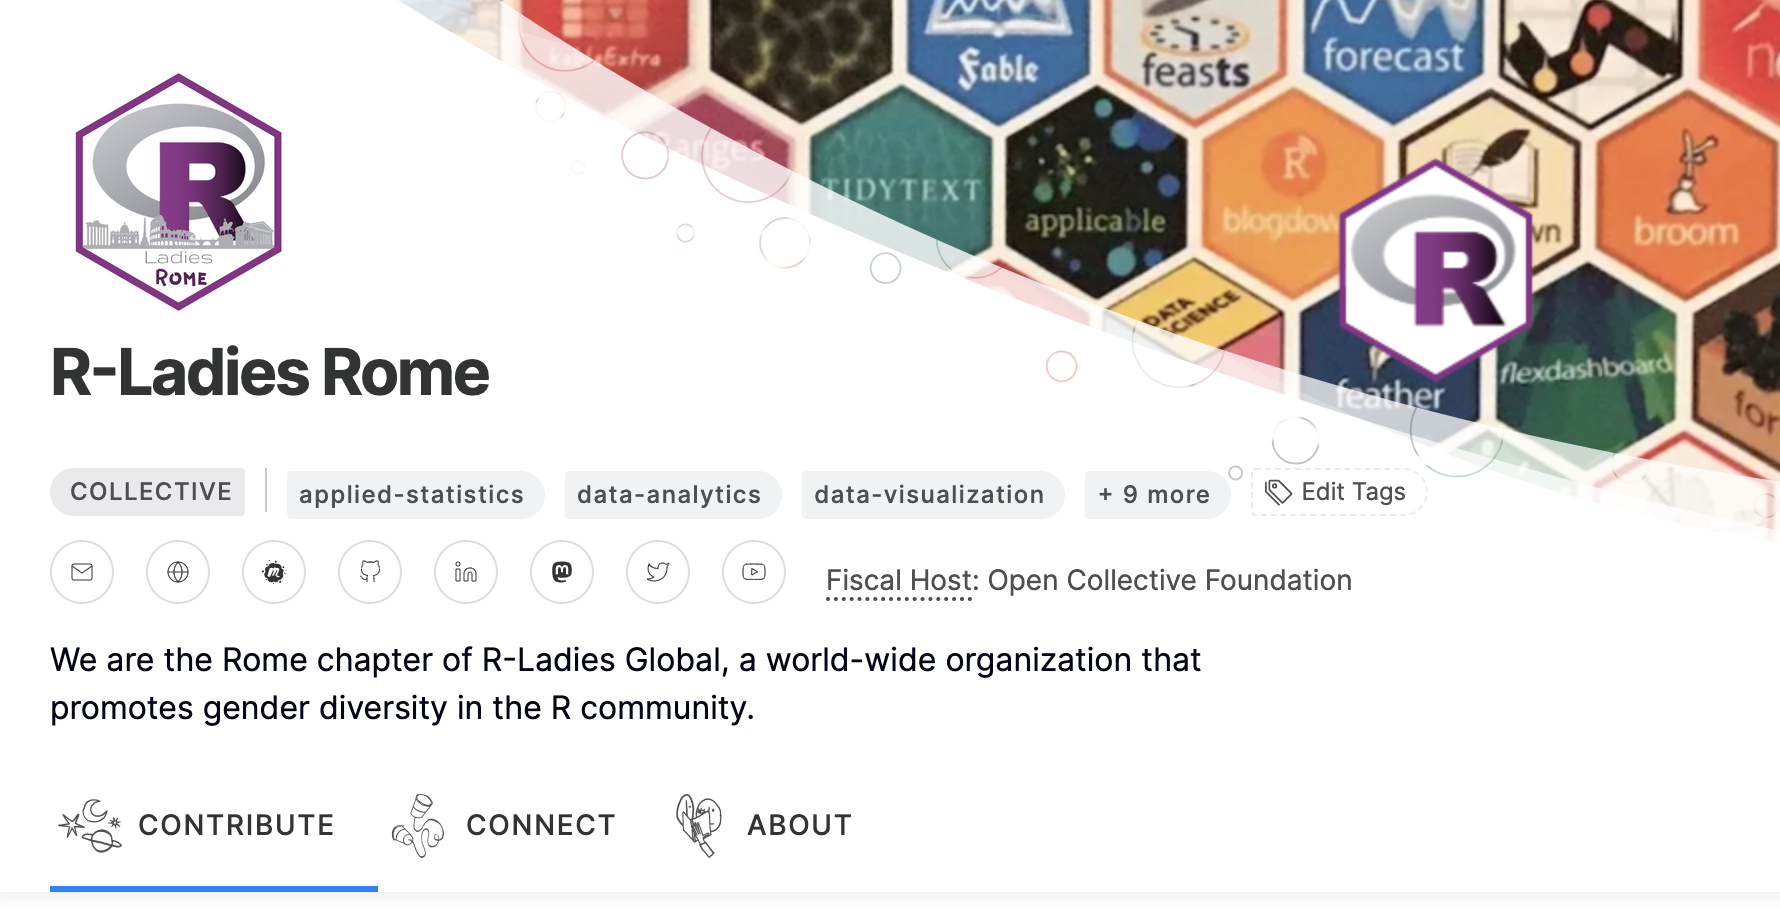 kableExtra
Fable
feasts
forecast
Ranges
TIDYTEXT
applicable
blogdown
R
wn
broom
DATA
SCIENCE
feather
flexdashboard
R
R
Ladies
ROME
R-Ladies Rome
COLLECTIVE
applied-statistics
data-analytics
data-visualization
+ 9 more
Edit Tags
Fiscal Host: Open Collective Foundation
We are the Rome chapter of R-Ladies Global, a world-wide organization that
promotes gender diversity in the R community.
CONTRIBUTE
CONNECT
ABOUT